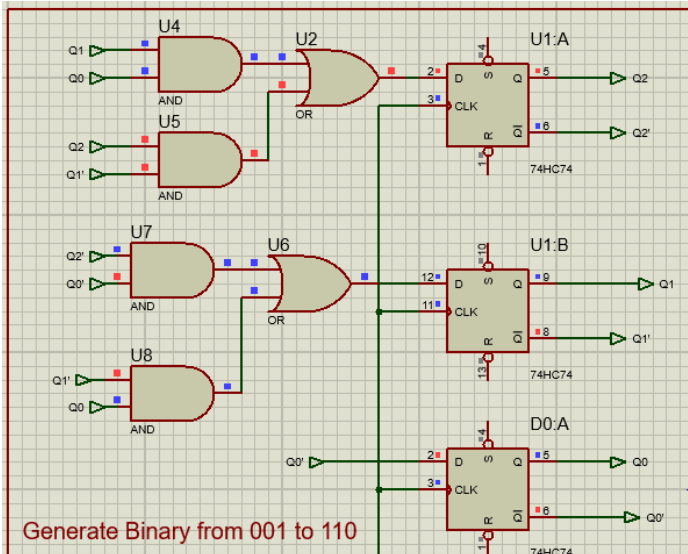 U4
Q1
Q0
AND
U2
OR
U5
Q2
Q1'
AND
U1:A
4
S
2
D
Q
5
Q2
3
CLK
Q
6
Q2'
R
1
74HC74
U7
Q2'
Q0'
AND
U6
OR
U8
Q1'
Q0
AND
U1:B
10
S
12
D
Q
9
Q1
11
CLK
Q
8
Q1'
R
13
74HC74
D0:A
4
S
Q0'
2
D
Q
5
Q0
3
CLK
Q
6
Q0'
R
1
74HC74
Generate Binary from 001 to 110